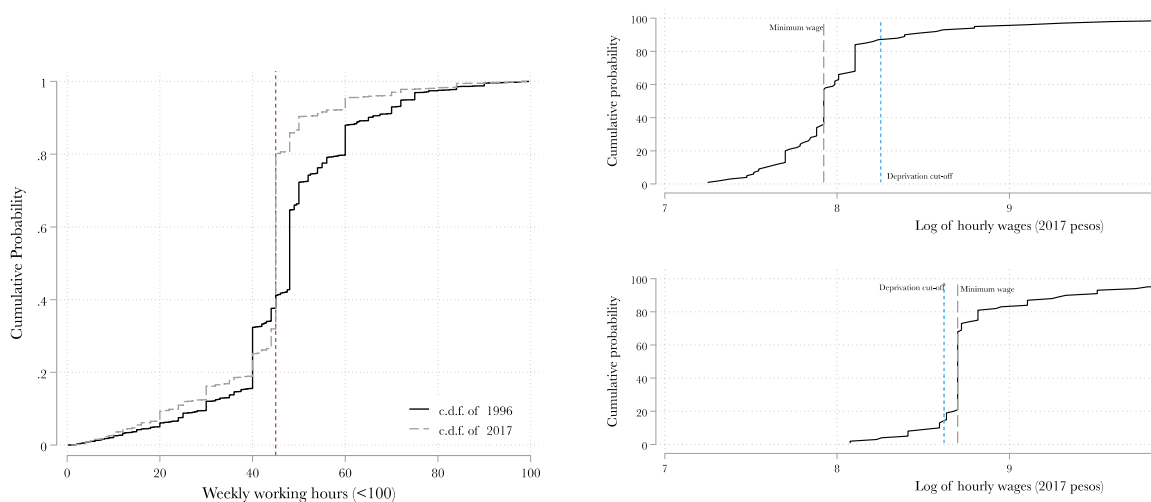 Cumulative Probability
1
.8
.6
.4
.2
0
c.d.f. of 1996
c.d.f. of 2017
0 20 40 60 80 100
Weekly working hours (<100)
Cumulative probability
100
80
60
40
20
0
Minimum wage
Deprivation cut-off
7 8 9
Log of hourly wages (2017 pesos)
Cumulative probability
100
80
60
40
20
0
Deprivation cut-off
Minimum wage
7 8 9
Log of hourly wages (2017 pesos)